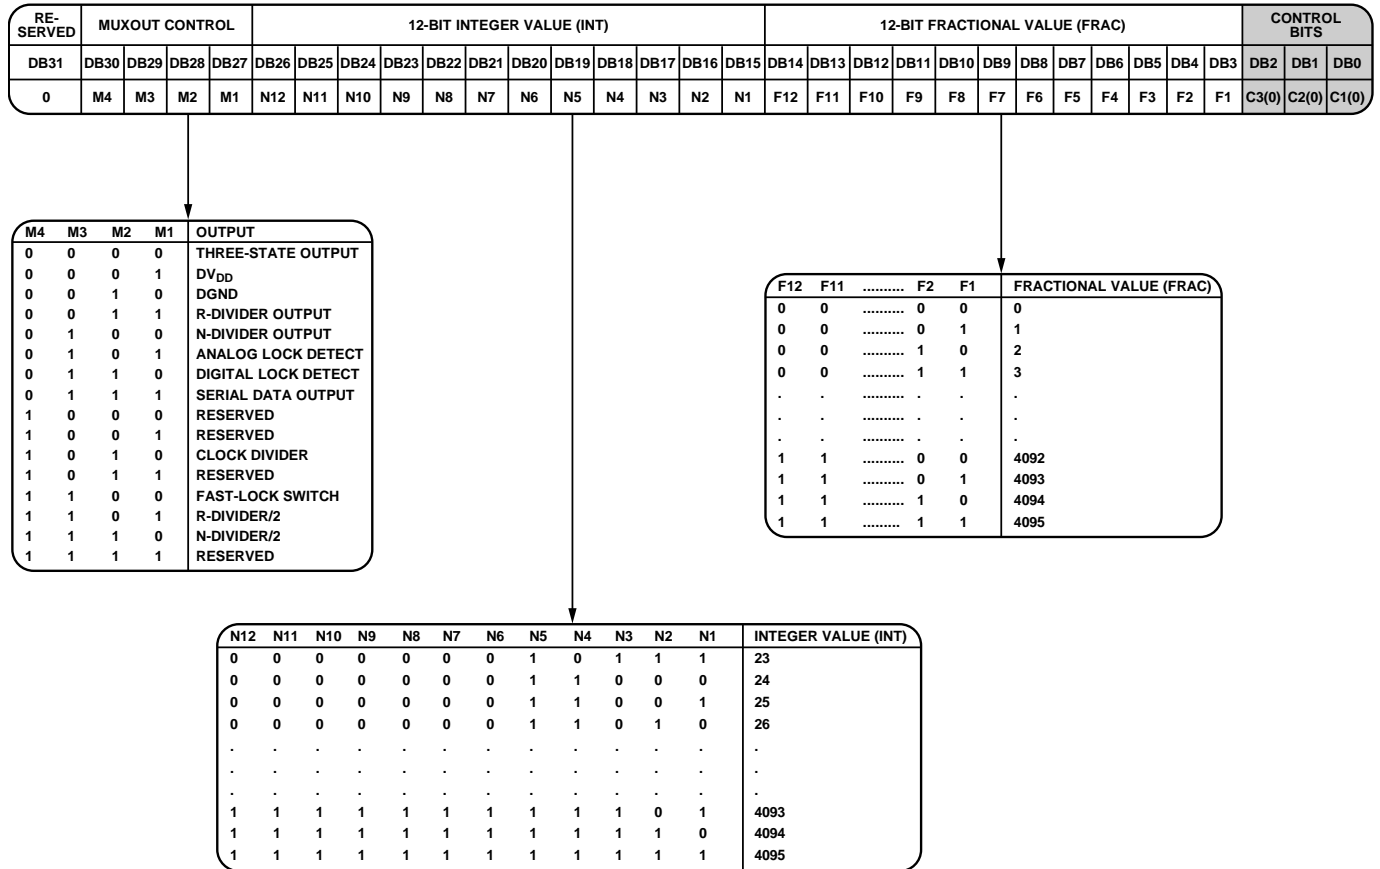 RE-
SERVED MUXOUT CONTROL 12-BIT INTEGER VALUE (INT) 12-BIT FRACTIONAL VALUE (FRAC) CONTROL
BITS
DB31 DB30 DB29 DB28 DB27 DB26 DB25 DB24 DB23 DB22 DB21 DB20 DB19 DB18 DB17 DB16 DB15 DB14 DB13 DB12 DB11 DB10 DB9 DB8 DB7 DB6 DB5 DB4 DB3 DB2 DB1 DB0
0 M4 M3 M2 M1 N12 N11 N10 N9 N8 N7 N6 N5 N4 N3 N2 N1 F12 F11 F10 F9 F8 F7 F6 F5 F4 F3 F2 F1 C3(0) C2(0) C1(0)
M4 M3 M2 M1 OUTPUT
0 0 0 0 THREE-STATE OUTPUT
0 0 0 1 DVDD
0 0 1 0 DGND
0 0 1 1 R-DIVIDER OUTPUT
0 1 0 0 N-DIVIDER OUTPUT
0 1 0 1 ANALOG LOCK DETECT
0 1 1 0 DIGITAL LOCK DETECT
0 1 1 1 SERIAL DATA OUTPUT
1 0 0 0 RESERVED
1 0 0 1 RESERVED
1 0 1 0 CLOCK DIVIDER
1 0 1 1 RESERVED
1 1 0 0 FAST-LOCK SWITCH
1 1 0 1 R-DIVIDER/2
1 1 1 0 N-DIVIDER/2
1 1 1 1 RESERVED
F12 F11 .......... F2 F1 FRACTIONAL VALUE (FRAC)
0 0 .......... 0 0 0
0 0 .......... 0 1 1
0 0 .......... 1 0 2
0 0 .......... 1 1 3
. . .......... . . .
. . .......... . . .
. . .......... . . .
1 1 .......... 0 0 4092
1 1 .......... 0 1 4093
1 1 .......... 1 0 4094
1 1 ......... 1 1 4095
N12 N11 N10 N9 N8 N7 N6 N5 N4 N3 N2 N1 INTEGER VALUE (INT)
0 0 0 0 0 0 0 1 0 1 1 1 23
0 0 0 0 0 0 0 1 1 0 0 0 24
0 0 0 0 0 0 0 1 1 0 0 1 25
0 0 0 0 0 0 0 1 1 0 1 0 26
. . . . . . . . . . . . .
. . . . . . . . . . . . .
. . . . . . . . . . . . .
1 1 1 1 1 1 1 1 1 1 0 1 4093
1 1 1 1 1 1 1 1 1 1 1 0 4094
1 1 1 1 1 1 1 1 1 1 1 1 4095